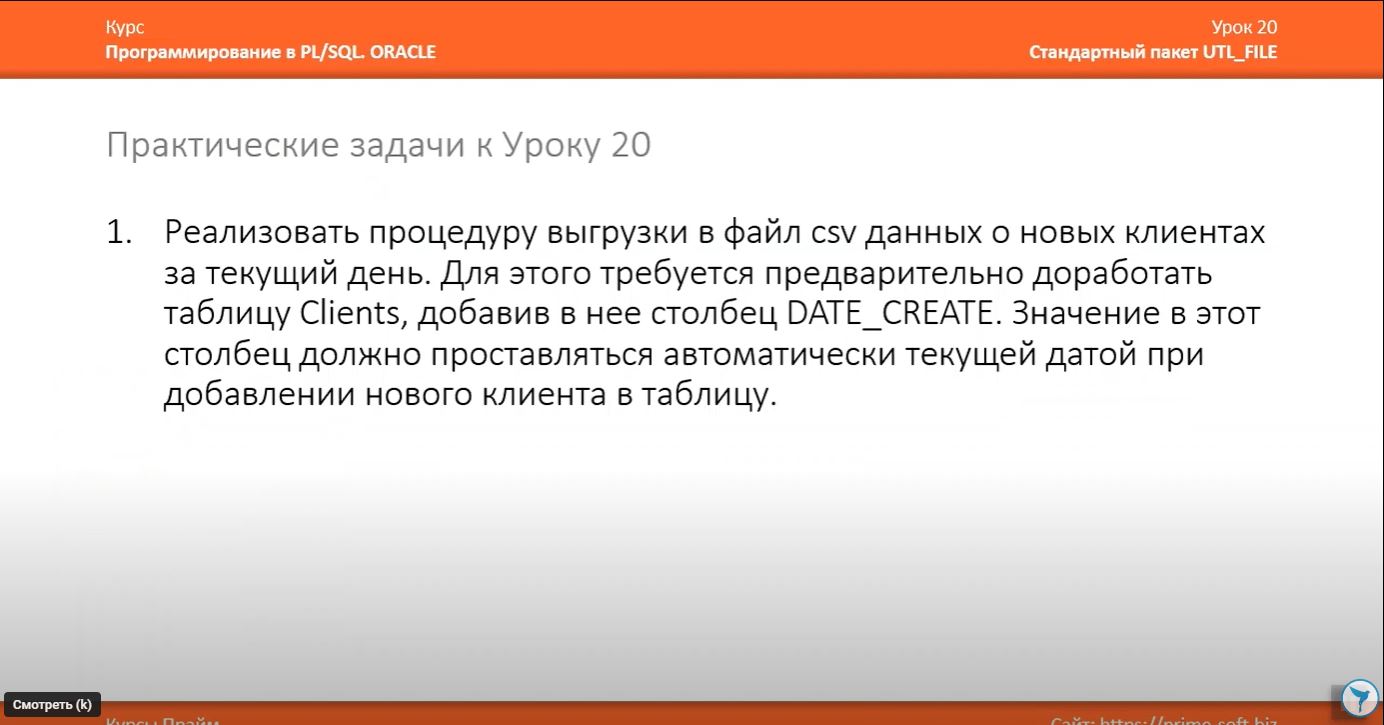 Курс
Урок 20
Программирование в PL/SQL. ORACLE
Стандартный пакет UTL_FILE
Практические задачи к Уроку 20
1. Реализовать процедуру выгрузки в файл csv данных о новых клиентах
за текущий день. Для этого требуется предварительно доработать
таблицу Clients, добавив в нее столбец DATE_CREATE. Значение в этот
столбец должно проставляться автоматически текущей датой при
добавлении нового клиента в таблицу.
Смотреть (k)
Курсы Прайм
Сайт: https://prime-soft.biz